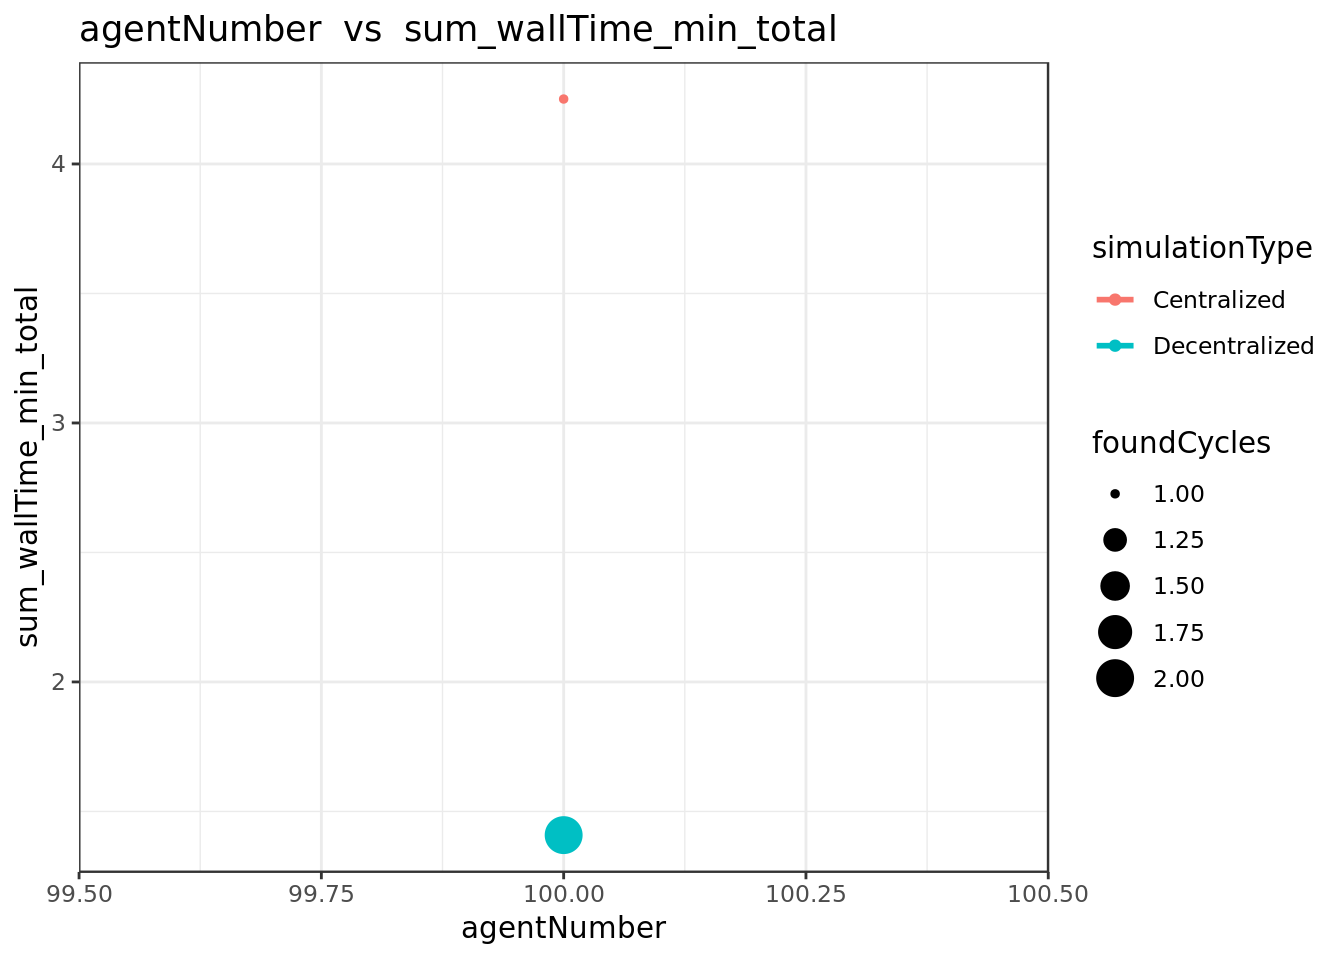 agentNumber  vs  sum_wallTime_min_total
sum_wallTime_min_total
4
3
2
99.50
99.75
100.00
100.25
100.50
agentNumber
simulationType
Centralized
Decentralized
foundCycles
1.00
1.25
1.50
1.75
2.00